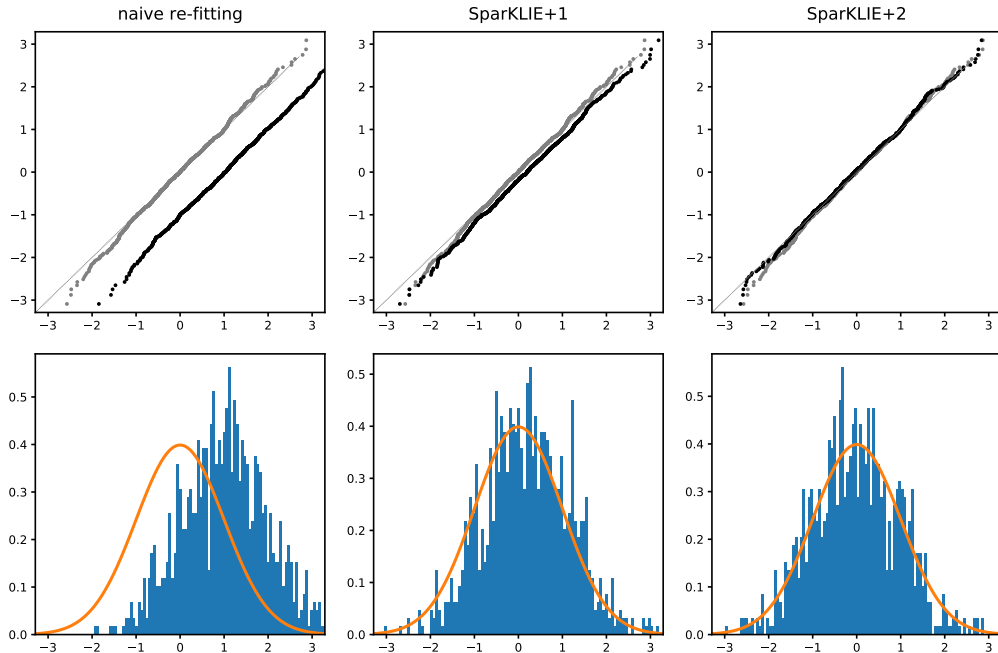 naive re-fitting SparKLIE+1 SparKLIE+2
3 3 3
2 2 2
1 1 1
0 0 0
−1 −1 −1
−2 −2 −2
−3 −3 −3
−3 −2 −1 0 1 2 3 −3 −2 −1 0 1 2 3 −3 −2 −1 0 1 2 3
0.5 0.5 0.5
0.4 0.4 0.4
0.3 0.3 0.3
0.2 0.2 0.2
0.1 0.1 0.1
0.0 0.0 0.0
−3 −2 −1 0 1 2 3 −3 −2 −1 0 1 2 3 −3 −2 −1 0 1 2 3